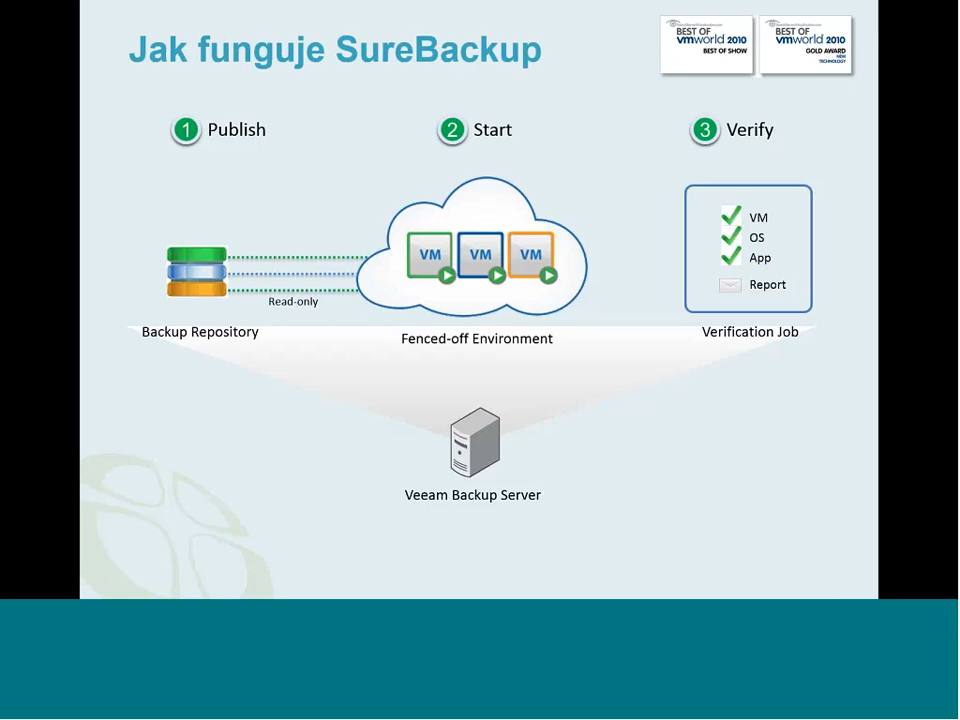 Jak funguje SureBackup
BEST OF
vmworld 2010
BEST OF SHOW
BEST OF
vmworld 2010
GOLD AWARD
NEW
TECHNOLOGY
1 Publish
2 Start
3 Verify
VM VM VM
VM
OS
App
Report
Read-only
Backup Repository
Fenced-off Environment
Verification Job
Veeam Backup Server